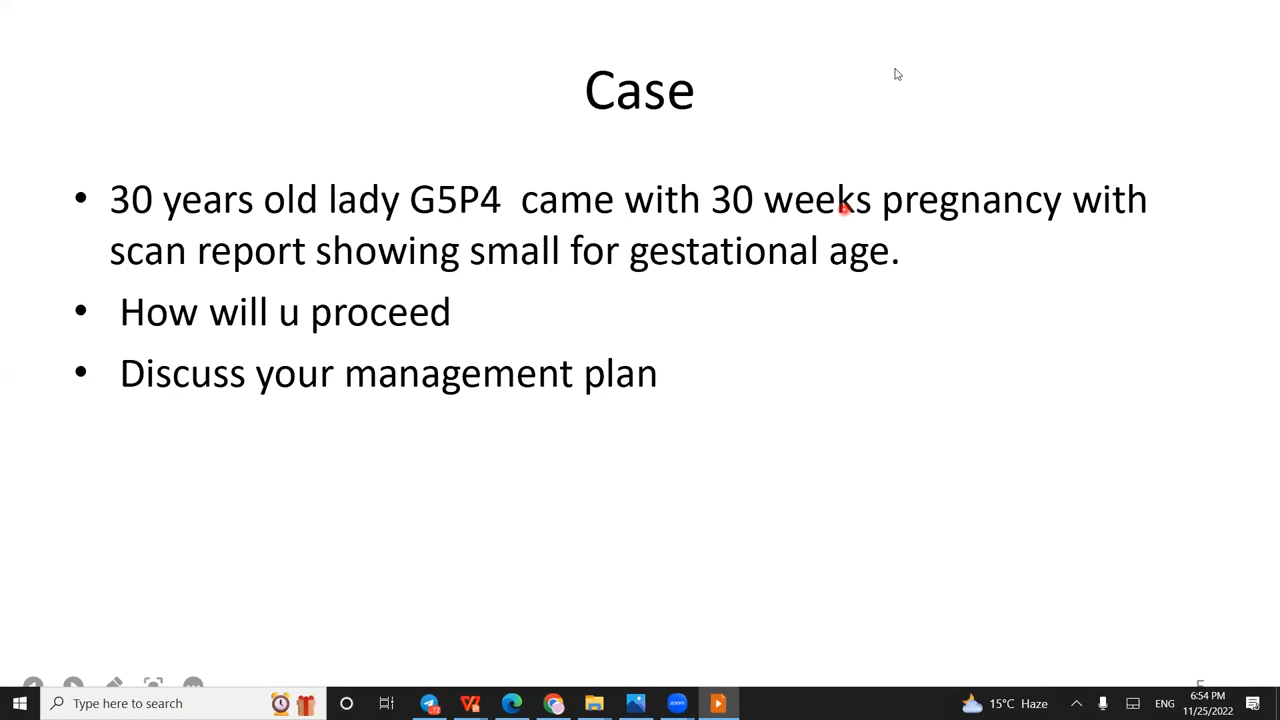 Case
• 30 years old lady G5P4 came with 30 weeks pregnancy with
scan report showing small for gestational age.
• How will u proceed
• Discuss your management plan
Type here to search
72
zoom
15°C Haze
ENG
6:54 PM
11/25/2022